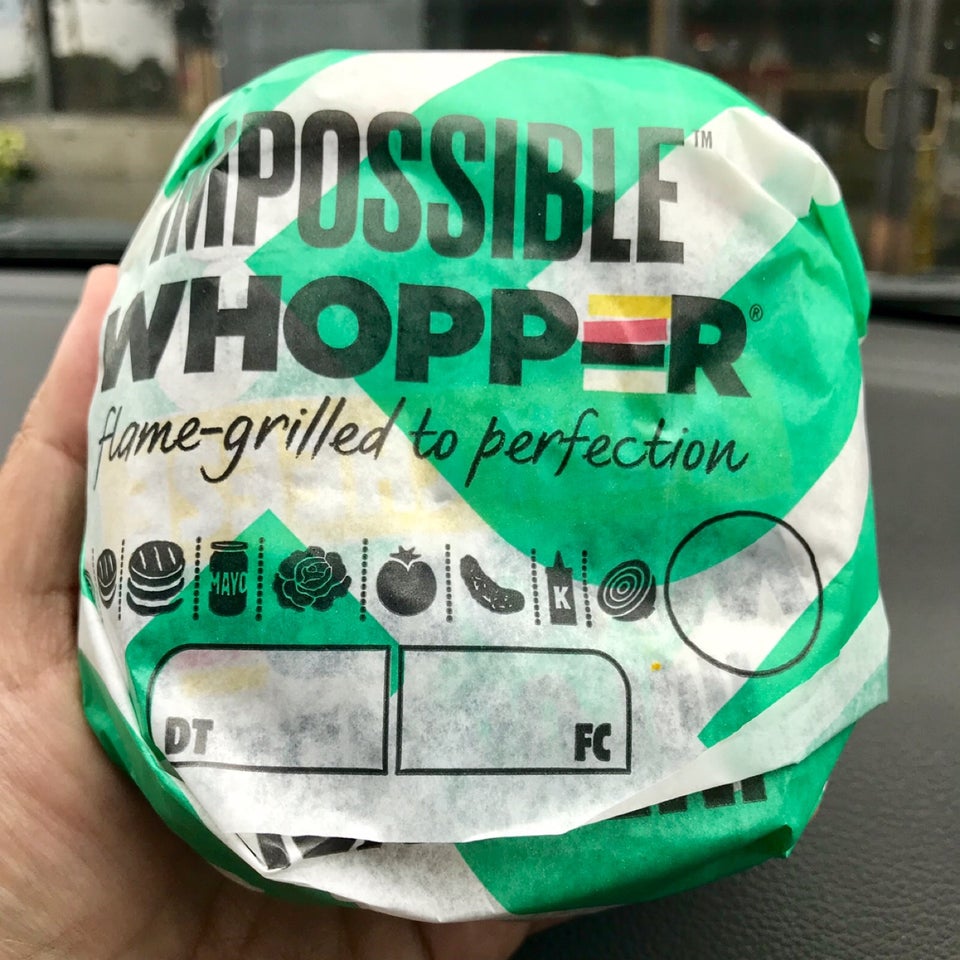 IMPOSSIBLE™
WHOPPER®
flame-grilled to perfection
MAYO
K
DT
FC